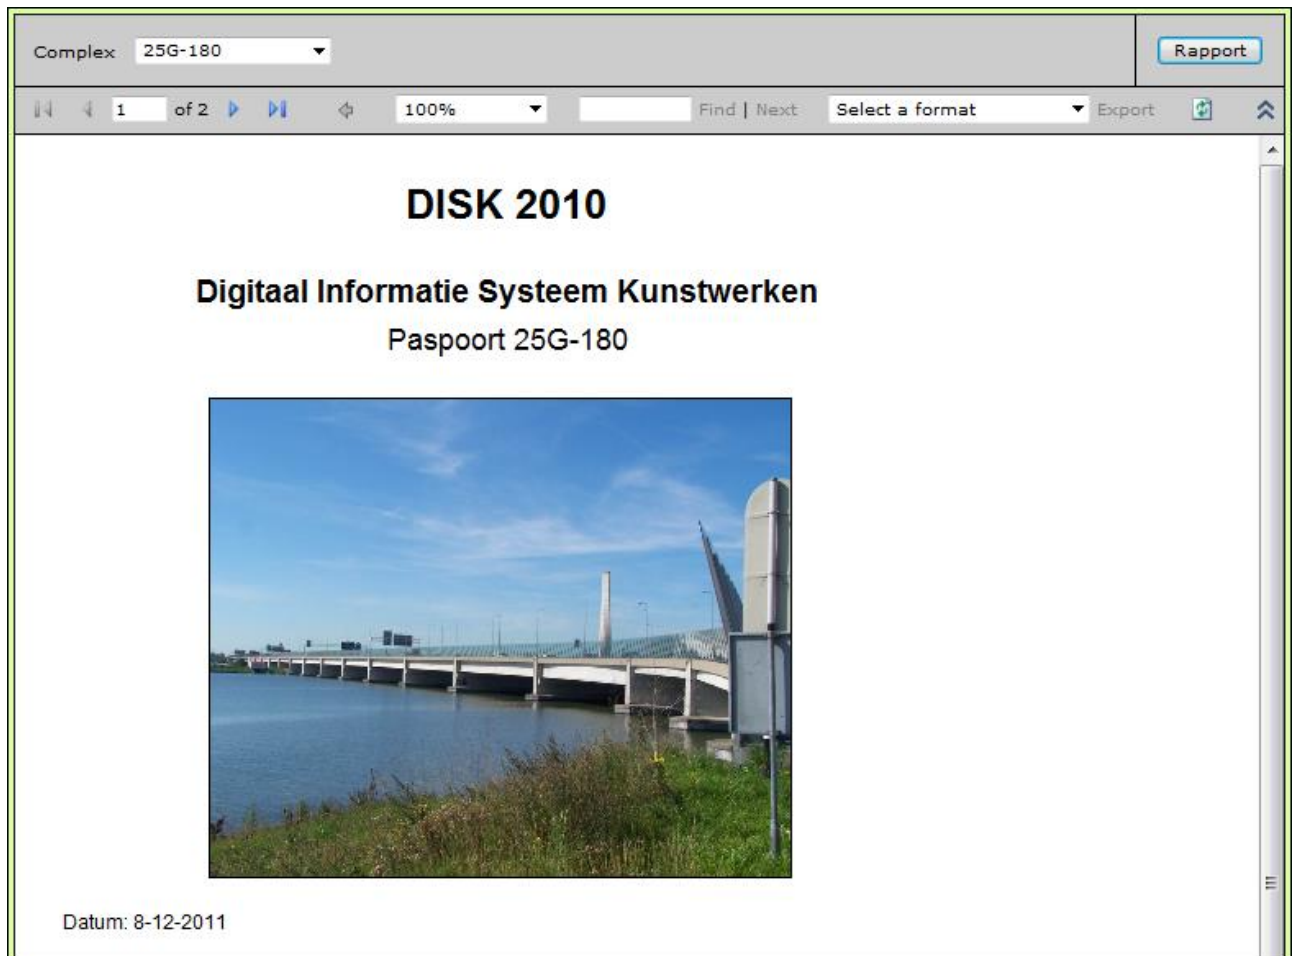 Complex 25G-180 Rapport
1 of 2 100% Find | Next Select a format Export
DISK 2010
Digitaal Informatie Systeem Kunstwerken
Paspoort 25G-180
Datum: 8-12-2011